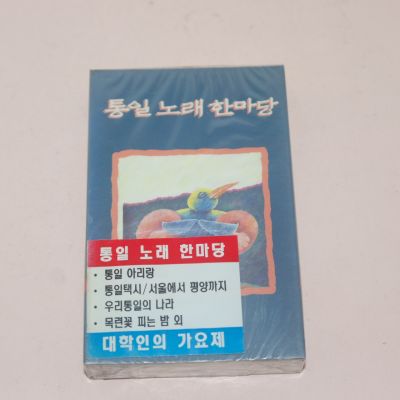 통일 노래 한마당
통일 노래 한마당
• 통일 아리랑
• 통일택시/서울에서 평양까지
• 우리통일의 나라
• 목련꽃 피는 밤 외
대학인의 가요제